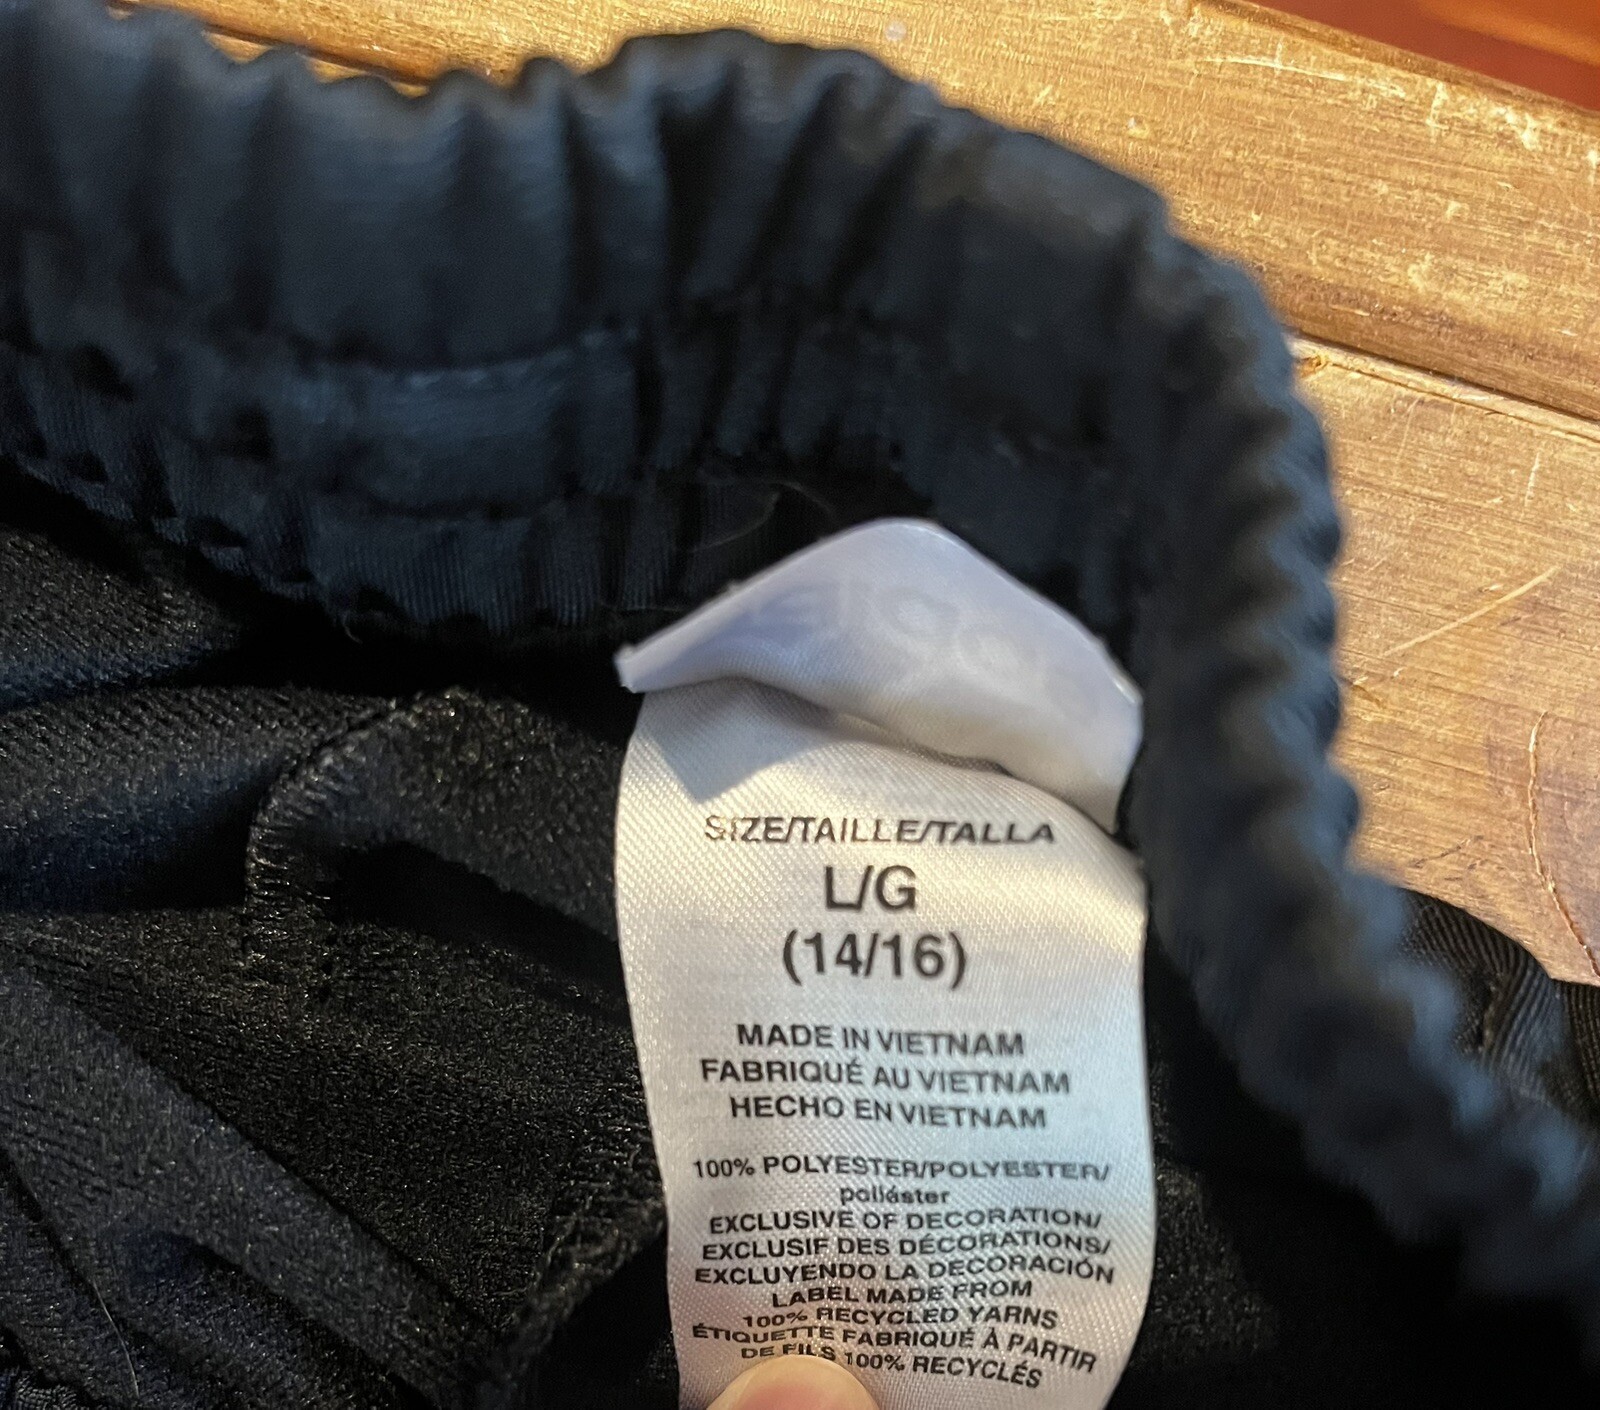 SIZE/TAILLE/TALLA
L/G
(14/16)
MADE IN VIETNAM
FABRIQUÉ AU VIETNAM
HECHO EN VIETNAM
100% POLYESTER/POLYESTER/
poliéster
EXCLUSIVE OF DECORATION/
EXCLUSIF DES DÉCORATIONS/
EXCLUYENDO LA DECORACIÓN
LABEL MADE FROM
100% RECYCLED YARNS
ÉTIQUETTE FABRIQUÉ À PARTIR
DE FILS 100% RECYCLÉS